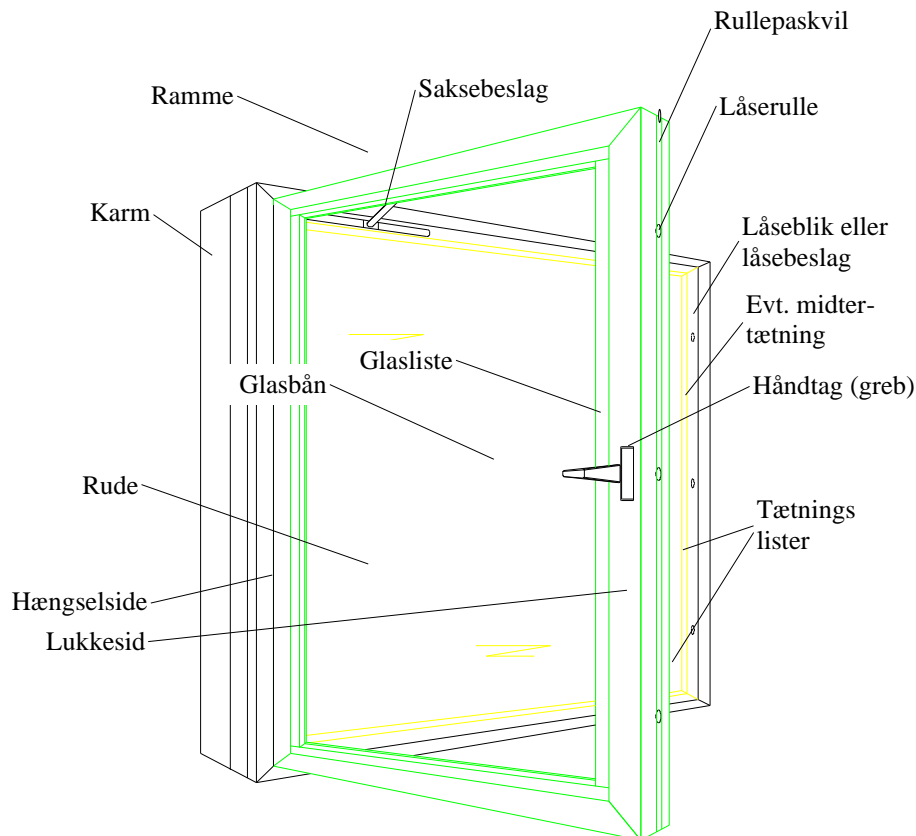 Rullepaskvil
Saksebeslag
Ramme
Låserulle
Karm
Låseblik eller
låsebeslag
Evt. midter-
tætning
Glasliste
Glasbån
Håndtag (greb)
Rude
Tætnings
lister
Hængselside
Lukkesid